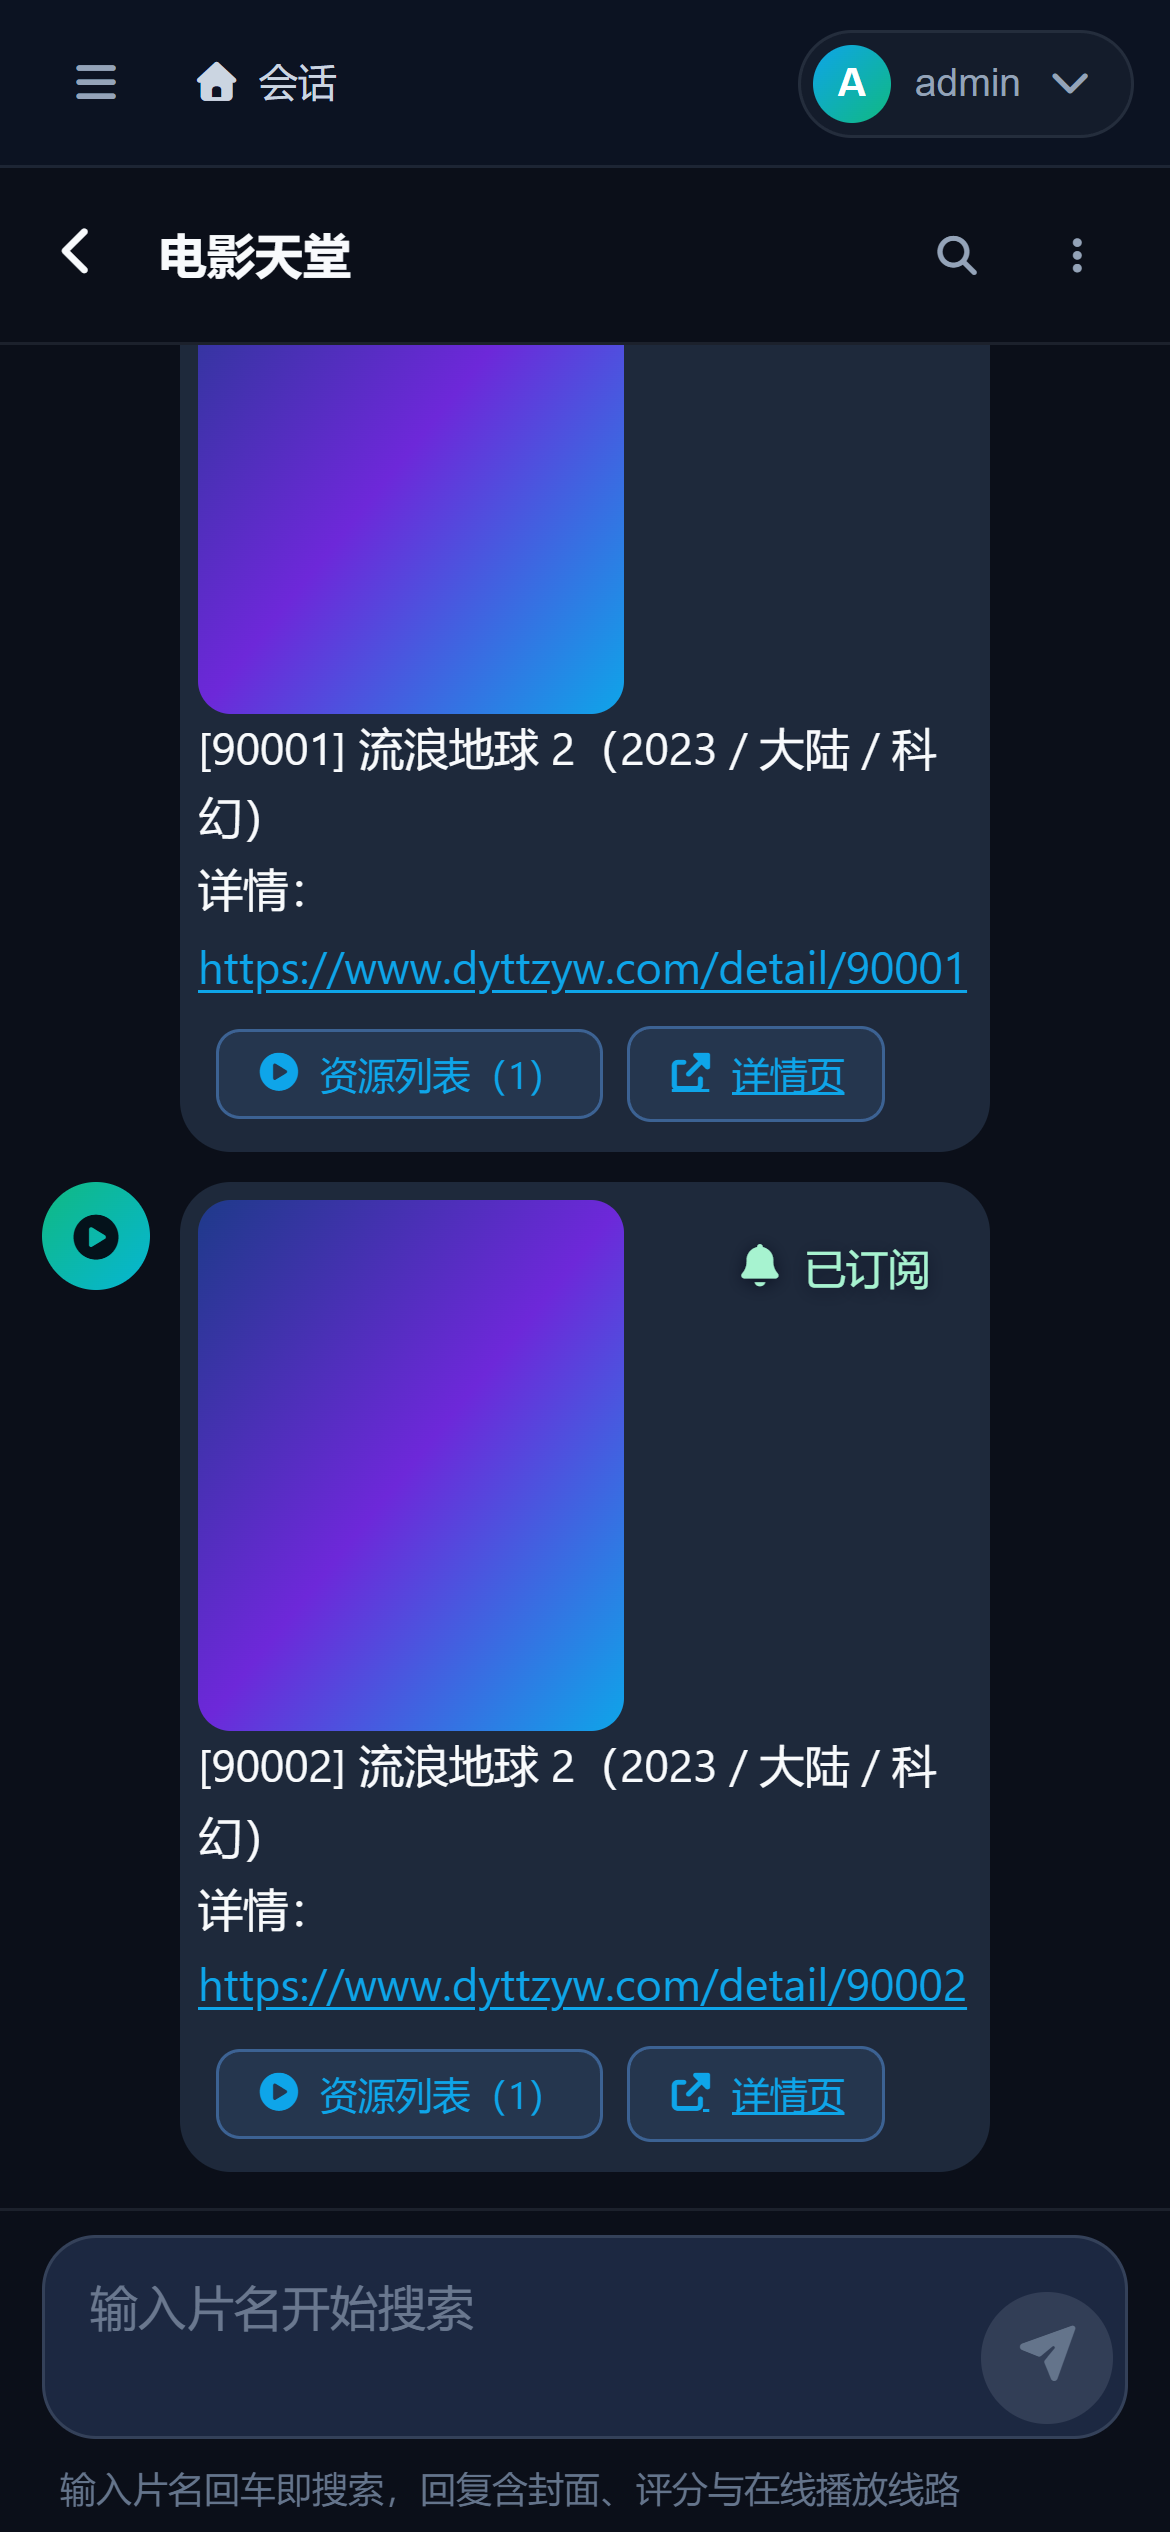 会话
A admin
电影天堂
[90001] 流浪地球 2（2023 / 大陆 / 科
幻）
详情：
https://www.dyttzyw.com/detail/90001
资源列表（1） 详情页
已订阅
[90002] 流浪地球 2（2023 / 大陆 / 科
幻）
详情：
https://www.dyttzyw.com/detail/90002
资源列表（1） 详情页
输入片名开始搜索
输入片名回车即搜索，回复含封面、评分与在线播放线路